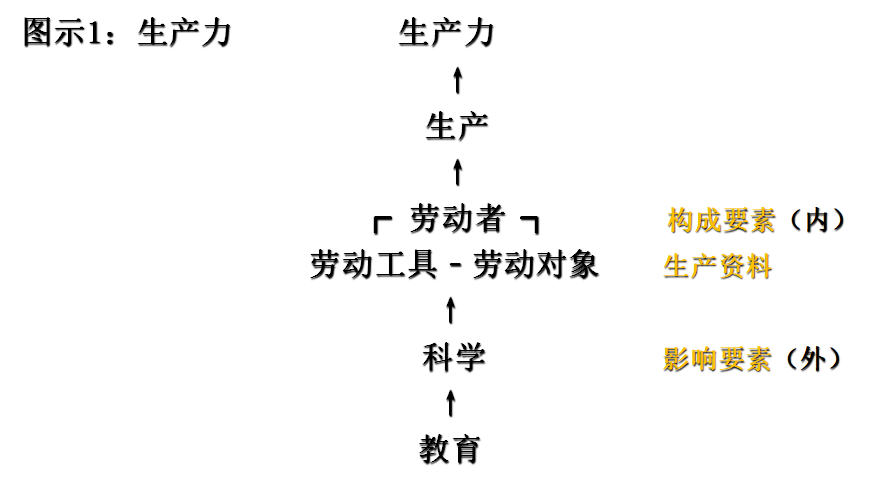 图示1：生产力 生产力
↑
生产
↑
┌ 劳动者 ┐ 构成要素（内）
劳动工具－劳动对象 生产资料
↑
科学 影响要素（外）
↑
教育